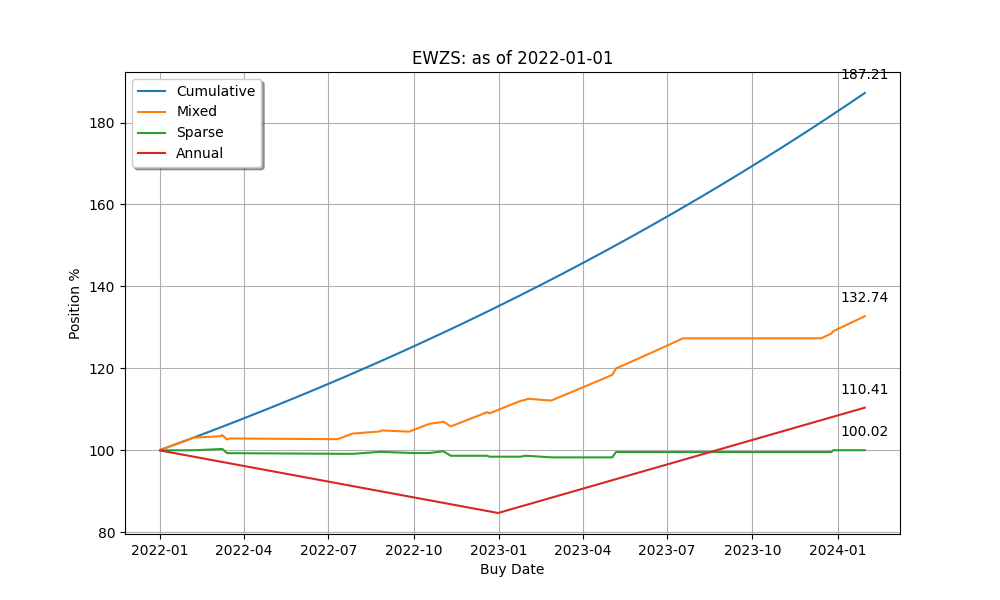 EWZS: as of 2022-01-01
187.21
Cumulative
Mixed
Sparse
Annual
180
160
140
120
100
80
132.74
110.41
100.02
Position %
2022-01
2022-04
2022-07
2022-10
2023-01
2023-04
2023-07
2023-10
2024-01
Buy Date